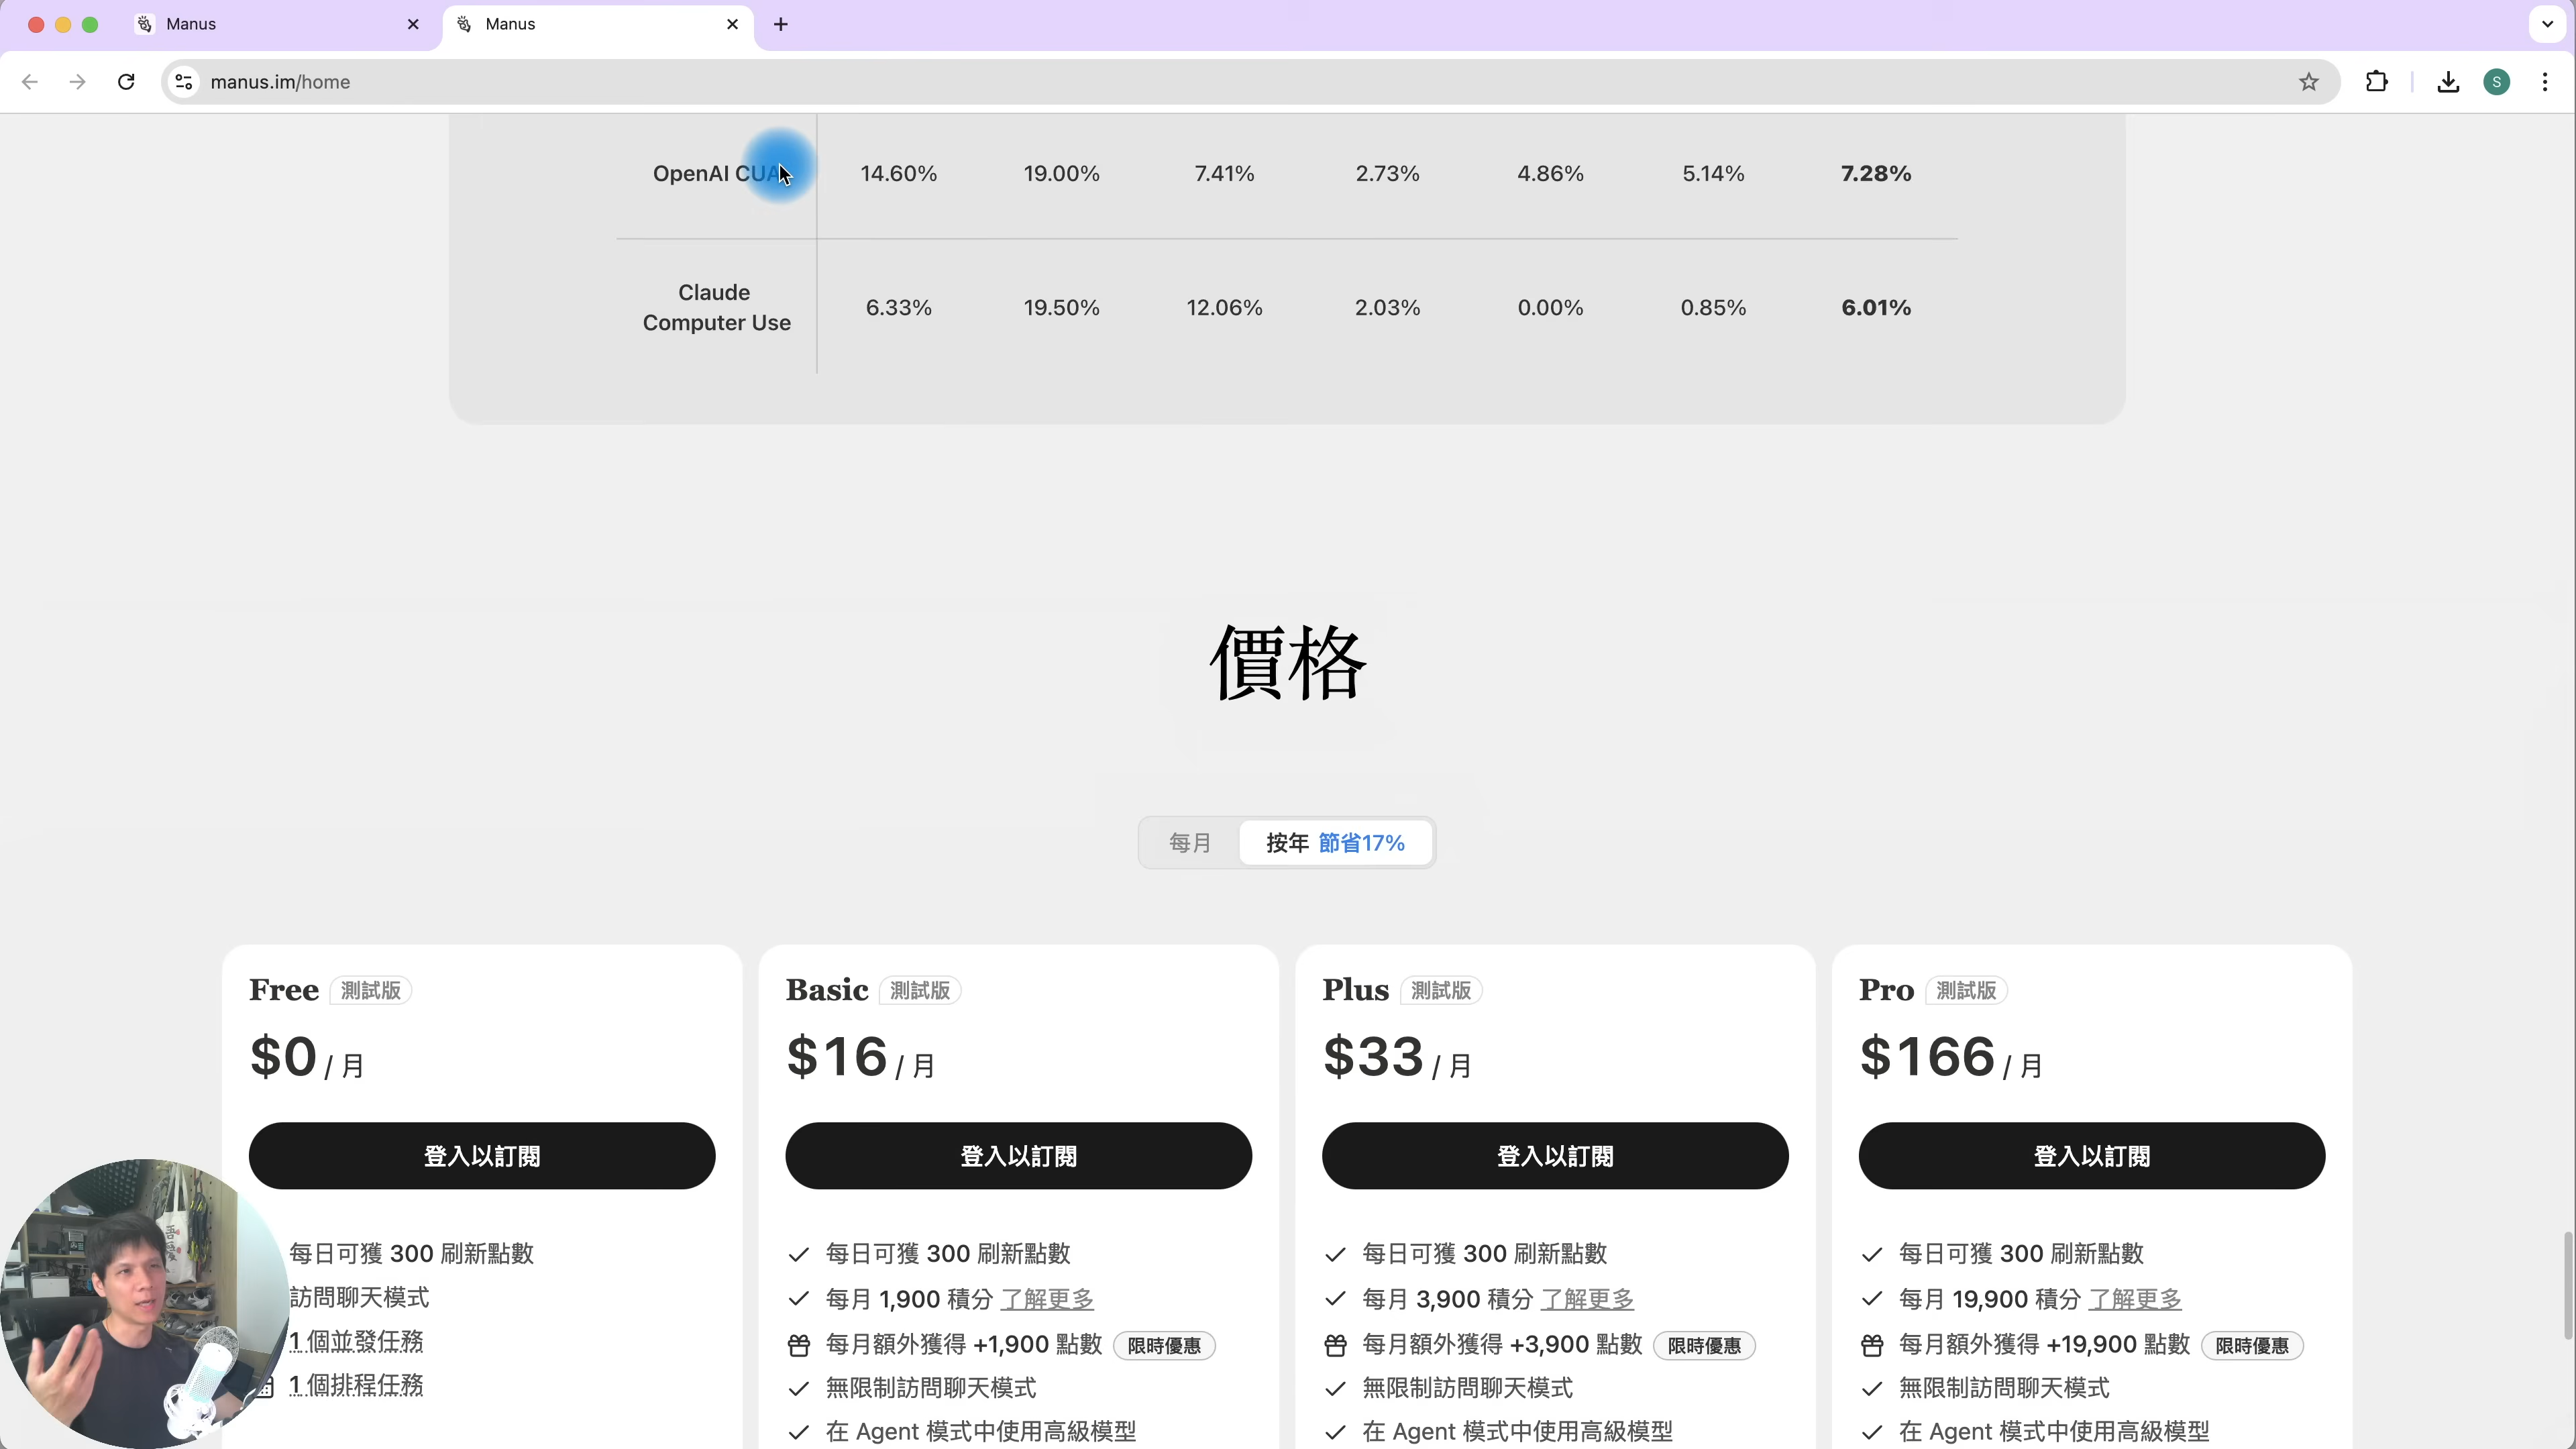 Manus
Manus
manus.im/home
S
OpenAI CUA 14.60% 19.00% 7.41% 2.73% 4.86% 5.14% 7.28%
Claude
Computer Use 6.33% 19.50% 12.06% 2.03% 0.00% 0.85% 6.01%
價格
每月 按年 節省17%
Free 測試版
$0 / 月
登入以訂閱
每日可獲 300 刷新點數
訪問聊天模式
1 個並發任務
1 個排程任務
Basic 測試版
$16 / 月
登入以訂閱
每日可獲 300 刷新點數
每月 1,900 積分 了解更多
每月額外獲得 +1,900 點數 限時優惠
無限制訪問聊天模式
在 Agent 模式中使用高級模型
Plus 測試版
$33 / 月
登入以訂閱
每日可獲 300 刷新點數
每月 3,900 積分 了解更多
每月額外獲得 +3,900 點數 限時優惠
無限制訪問聊天模式
在 Agent 模式中使用高級模型
Pro 測試版
$166 / 月
登入以訂閱
每日可獲 300 刷新點數
每月 19,900 積分 了解更多
每月額外獲得 +19,900 點數 限時優惠
無限制訪問聊天模式
在 Agent 模式中使用高級模型